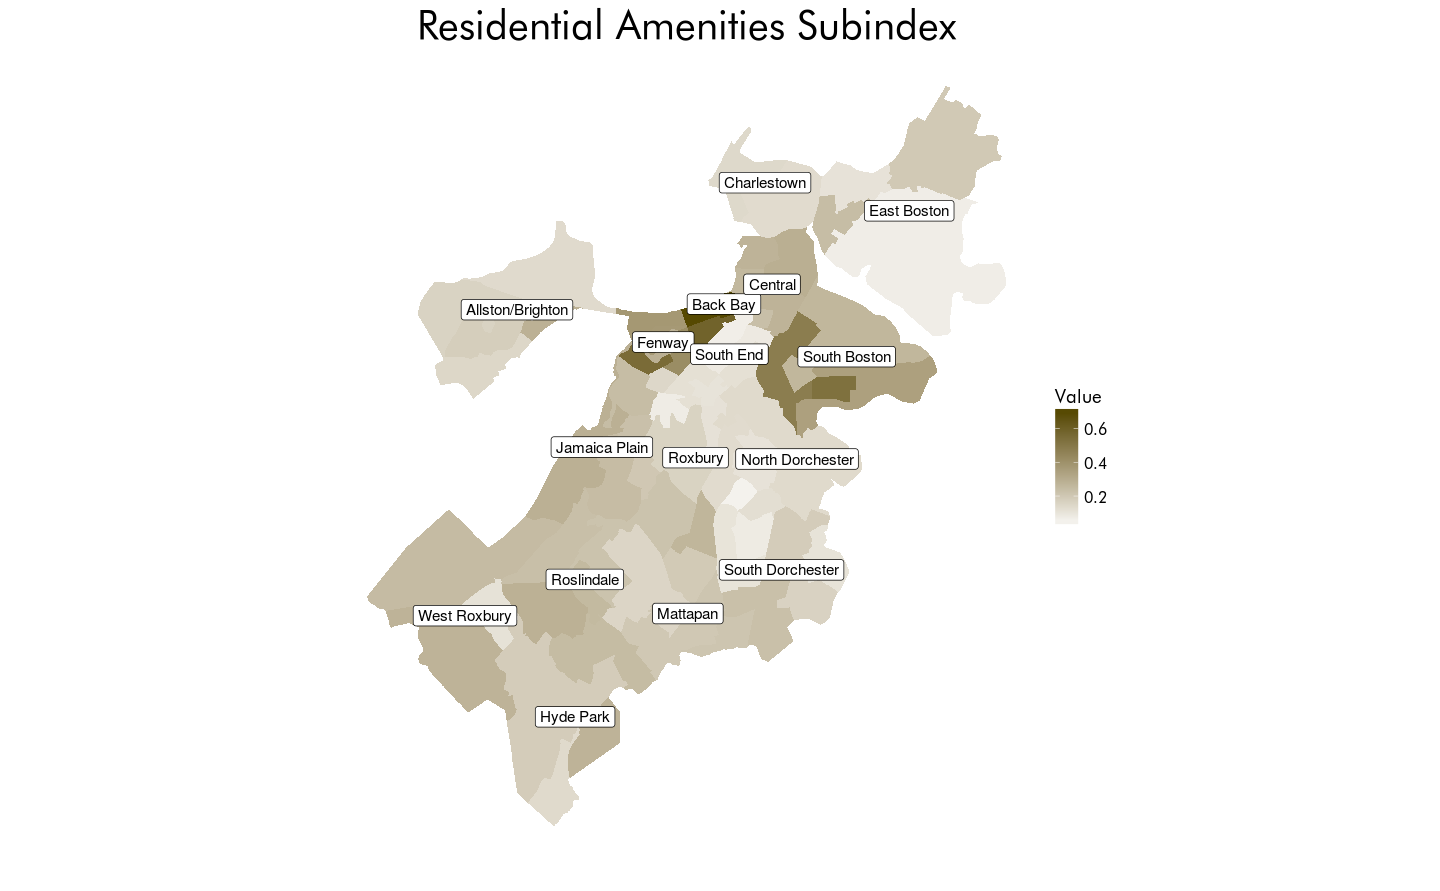 Residential Amenities Subindex
Charlestown
East Boston
Central
Back Bay
Allston/Brighton
Fenway
South End
South Boston
Value
0.6
0.4
0.2
Jamaica Plain
Roxbury
North Dorchester
South Dorchester
Roslindale
West Roxbury
Mattapan
Hyde Park